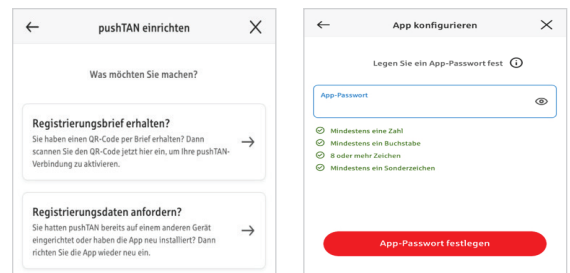 pushTAN einrichten
Was möchten Sie machen?
Registrierungsbrief erhalten?
Sie haben einen QR-Code per Brief erhalten? Dann
scannen Sie den QR-Code jetzt hier ein, um Ihre pushTAN-
Verbindung zu aktivieren.
Registrierungsdaten anfordern?
Sie hatten pushTAN bereits auf einem anderen Gerät
eingerichtet oder haben die App neu installiert? Dann
richten Sie die App wieder neu ein.
App konfigurieren
Legen Sie ein App-Passwort fest
App-Passwort
Mindestens eine Zahl
Mindestens ein Buchstabe
8 oder mehr Zeichen
Mindestens ein Sonderzeichen
App-Passwort festlegen